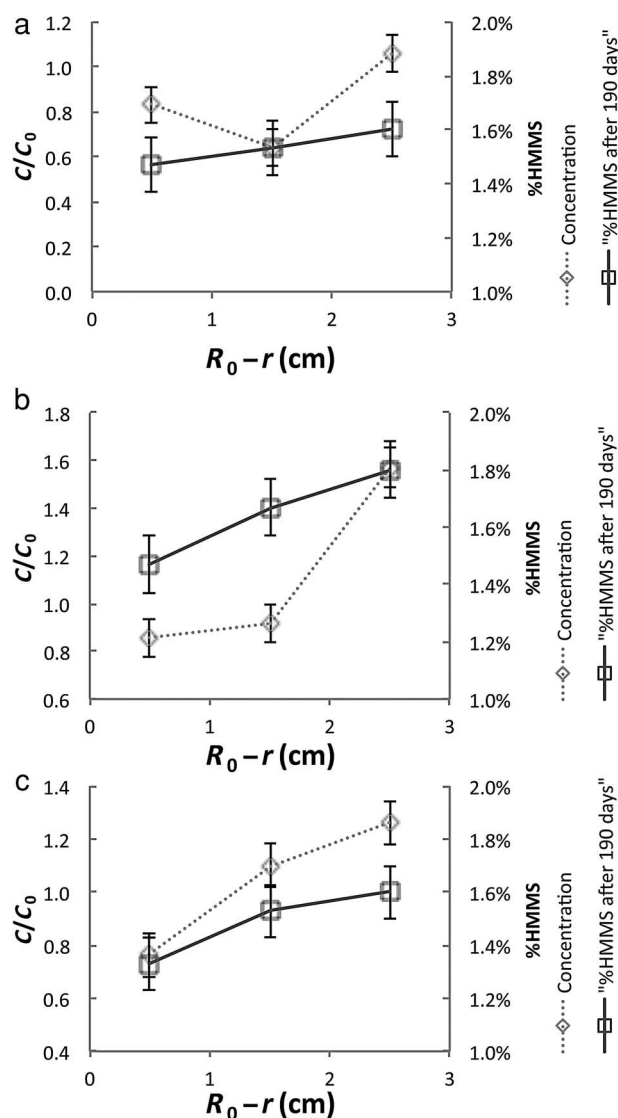 a
1.2
1.0
0.8
0.6
0.4
0.2
0.0
C/C0
2.0%
1.8%
1.6%
1.4%
1.2%
1.0%
%HMMS
0 1 2 3
R0 – r (cm)
Concentration
"%HMMS after 190 days"
b
1.8
1.6
1.4
1.2
1.0
0.8
0.6
C/C0
2.0%
1.8%
1.6%
1.4%
1.2%
1.0%
%HMMS
0 1 2 3
R0 – r (cm)
Concentration
"%HMMS after 190 days"
c
1.4
1.2
1.0
0.8
0.6
0.4
C/C0
2.0%
1.8%
1.6%
1.4%
1.2%
1.0%
%HMMS
0 1 2 3
R0 – r (cm)
Concentration
"%HMMS after 190 days"